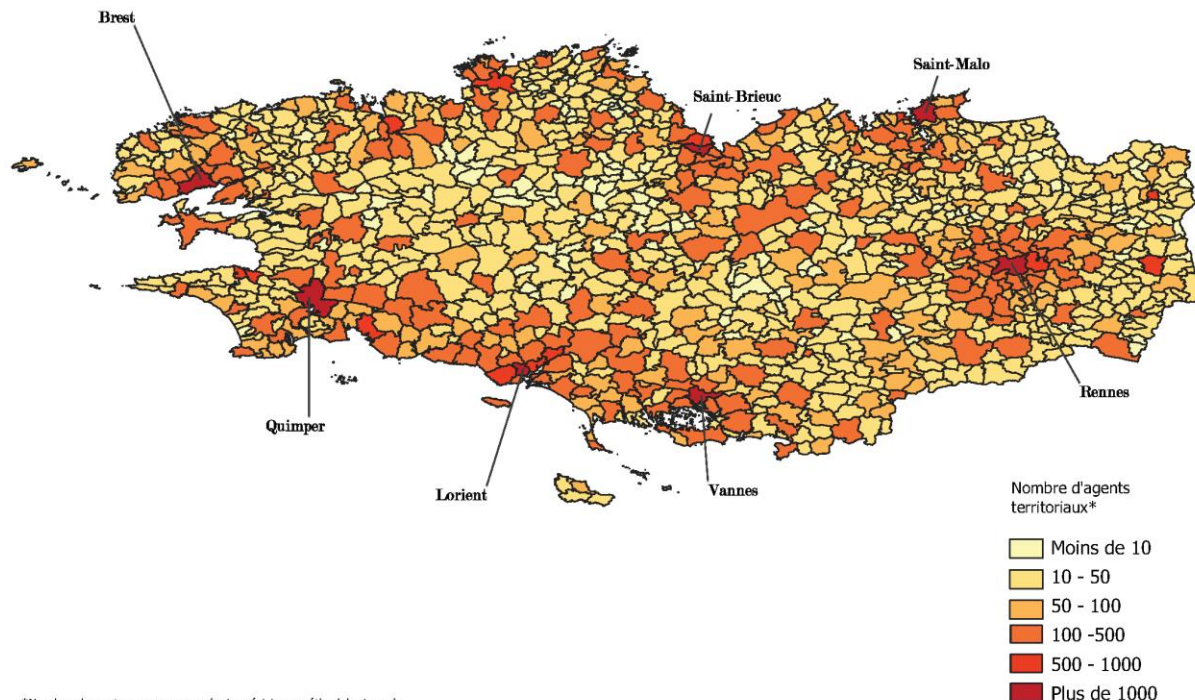 Brest
Saint-Malo
Saint-Brieuc
Quimper
Lorient
Vannes
Rennes
Nombre d'agents
territoriaux*
Moins de 10
10 - 50
50 - 100
100 -500
500 - 1000
Plus de 1000